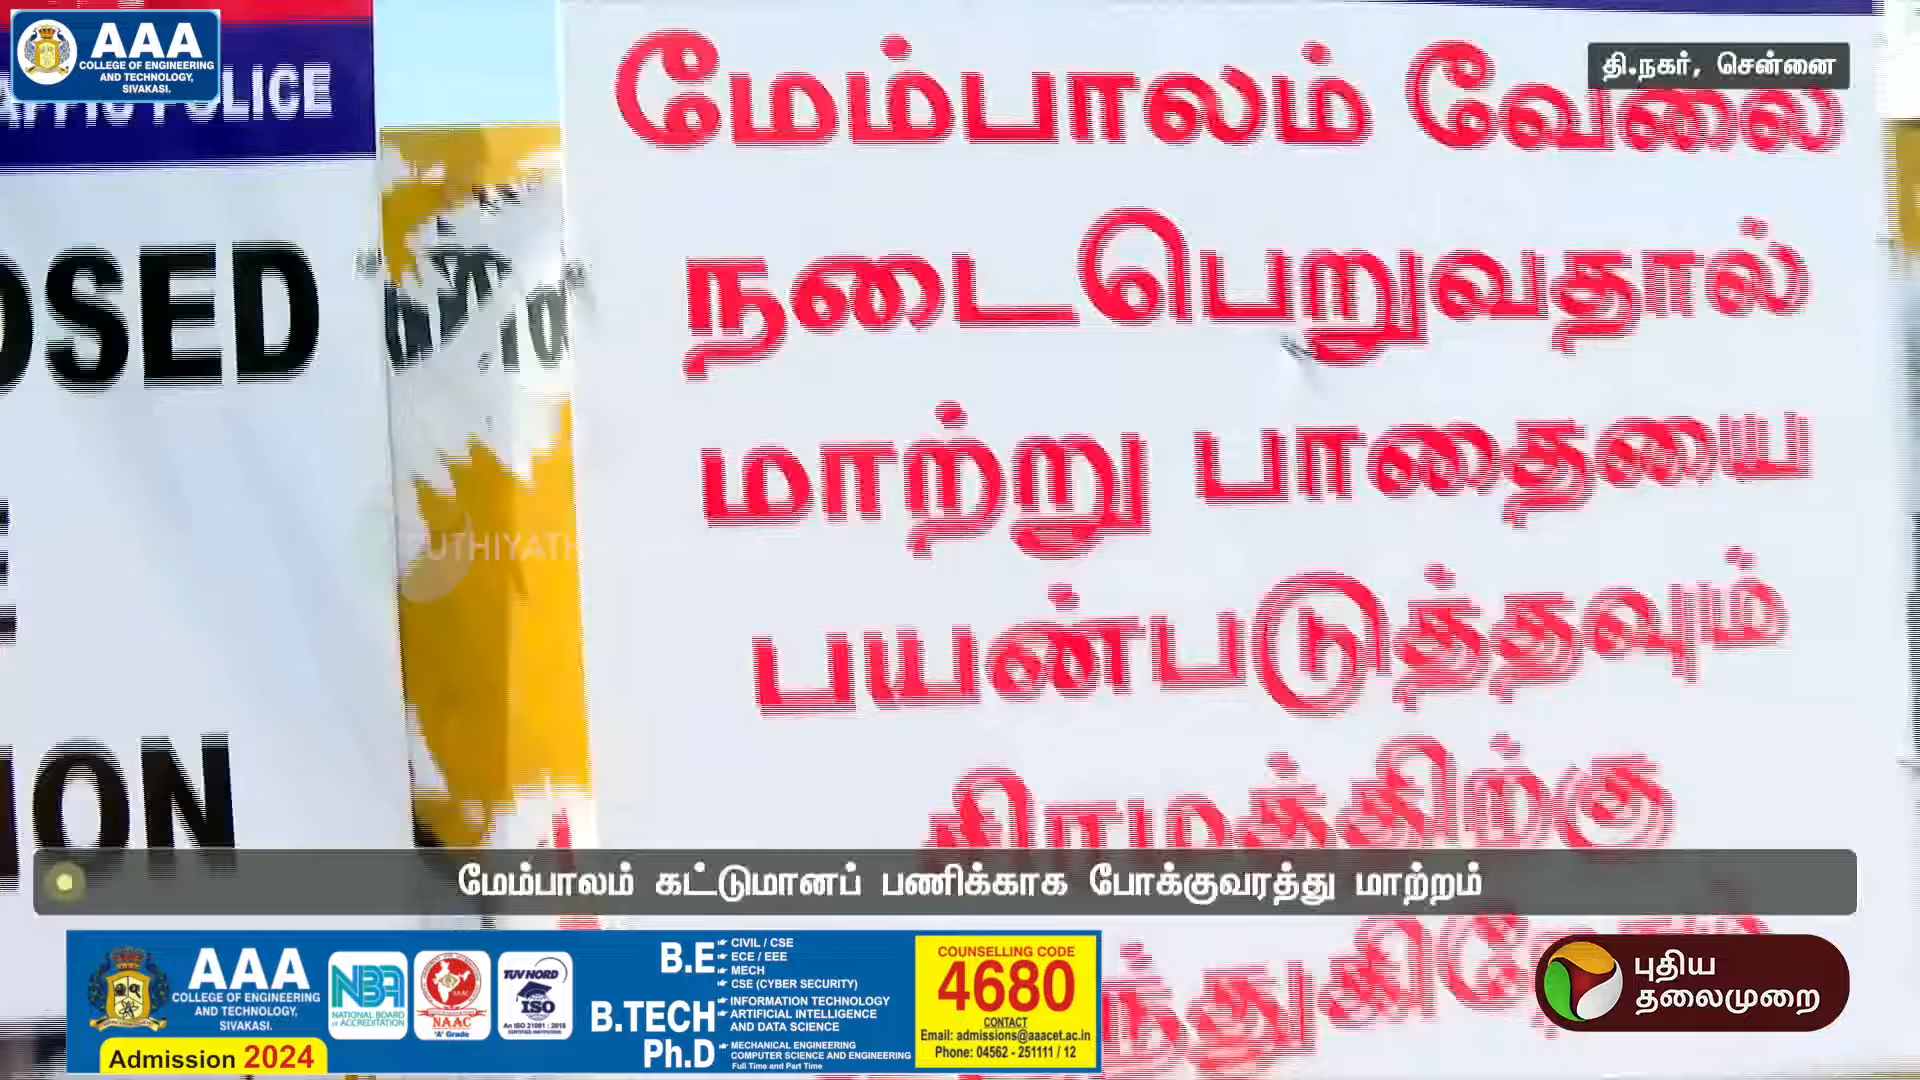 AAA
COLLEGE OF ENGINEERING
AND TECHNOLOGY,
SIVAKASI.
POLICE
தி.நகர், சென்னை
மேம்பாலம் வேலை
நடைபெறுவதால்
மாற்று பாதையை
பயன்படுத்தவும்
சிரமத்திற்கு
OSED
ION
PUTHIYATH
மேம்பாலம் கட்டுமானப் பணிக்காக போக்குவரத்து மாற்றம்
AAA
COLLEGE OF ENGINEERING
AND TECHNOLOGY,
SIVAKASI.
Admission 2024
NBA
NATIONAL BOARD
of ACCREDITATION
NAAC
'A' Grade
TUV NORD
ISO
An ISO 21001 : 2018
CERTIFIED INSTITUTION
B.E
CIVIL / CSE
ECE / EEE
MECH
CSE (CYBER SECURITY)
B.TECH
INFORMATION TECHNOLOGY
ARTIFICIAL INTELLIGENCE
AND DATA SCIENCE
Ph.D
MECHANICAL ENGINEERING
COMPUTER SCIENCE AND ENGINEERING
Full Time and Part Time
COUNSELLING CODE
4680
CONTACT
Email: admissions@aaacet.ac.in
Phone: 04562 - 251111 / 12
புதிய
தலைமுறை